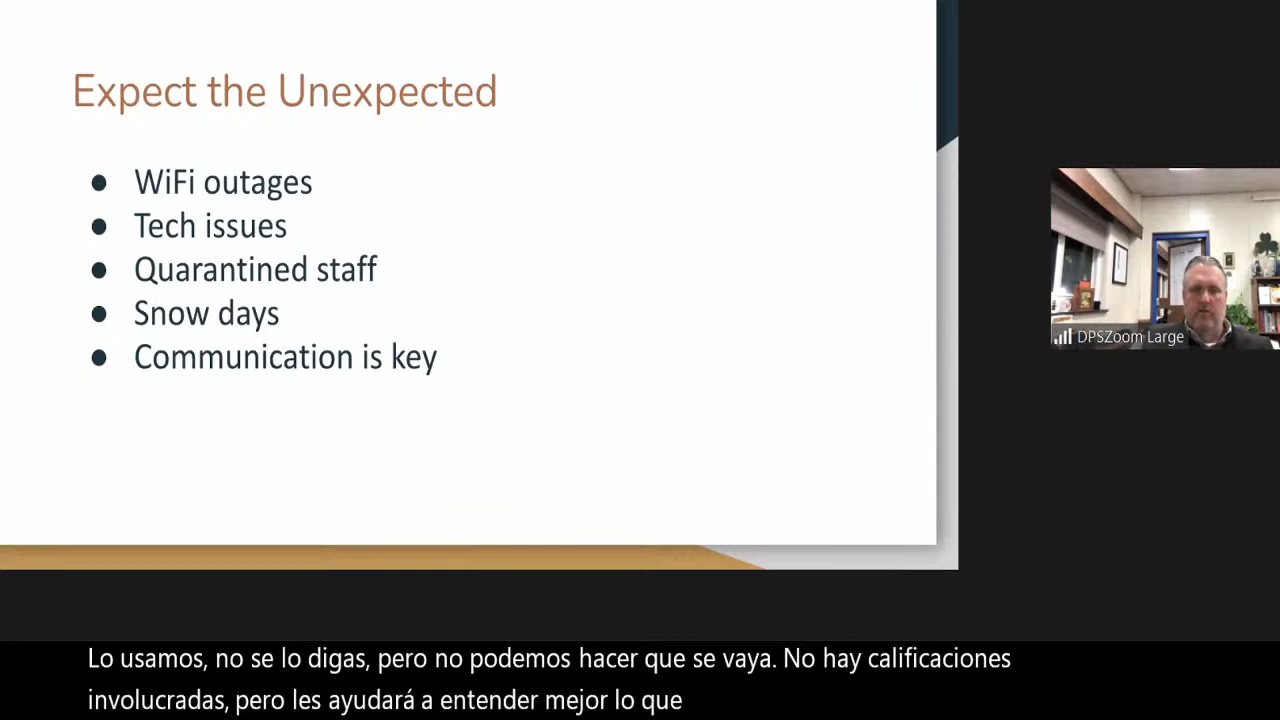 Expect the Unexpected
● WiFi outages
● Tech issues
● Quarantined staff
● Snow days
● Communication is key
DPSZoom Large
Lo usamos, no se lo digas, pero no podemos hacer que se vaya. No hay calificaciones
involucradas, pero les ayudará a entender mejor lo que